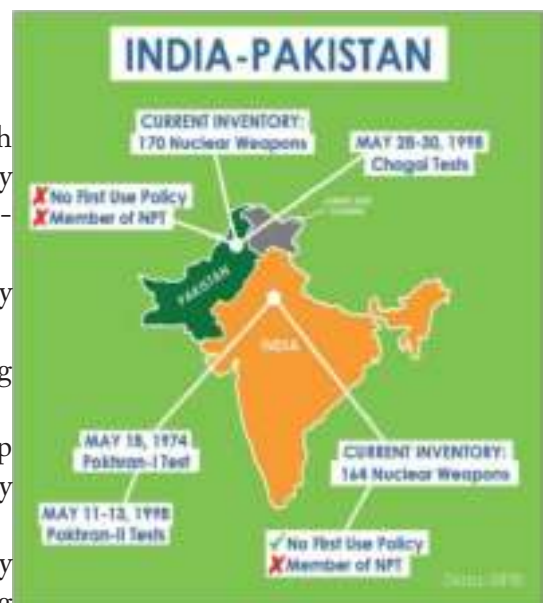 INDIA-PAKISTAN
CURRENT INVENTORY:
170 Nuclear Weapons
MAY 28-30, 1998
Chagai Tests
✗ No First Use Policy
✗ Member of NPT
PAKISTAN
INDIA
MAY 18, 1974
Pokhran-I Test
MAY 11-13, 1998
Pokhran-II Tests
CURRENT INVENTORY:
164 Nuclear Weapons
✓ No First Use Policy
✗ Member of NPT